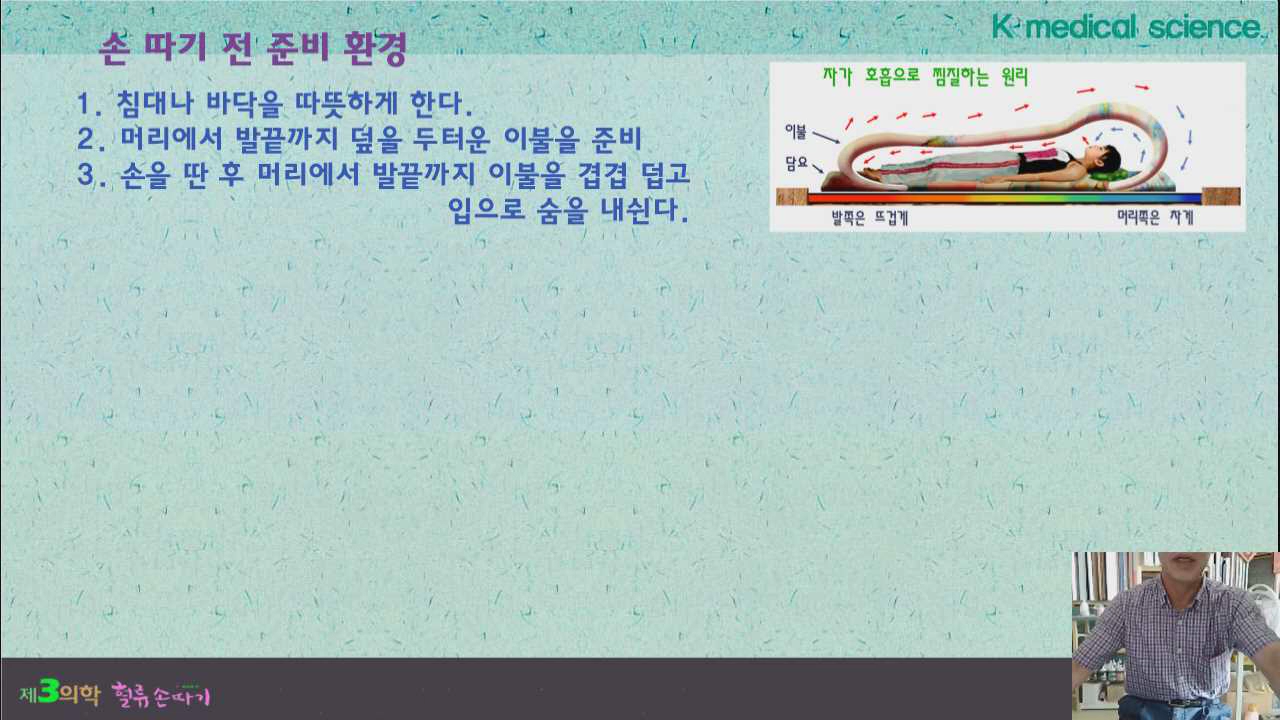 K medical science
손 따기 전 준비 환경
1. 침대나 바닥을 따뜻하게 한다.
2. 머리에서 발끝까지 덮을 두터운 이불을 준비
3. 손을 딴 후 머리에서 발끝까지 이불을 겹겹 덥고
입으로 숨을 내쉰다.
자가 호흡으로 찜질하는 원리
이불
담요
발쪽은 뜨겁게
머리쪽은 차게
제3의학 혈류 손따기